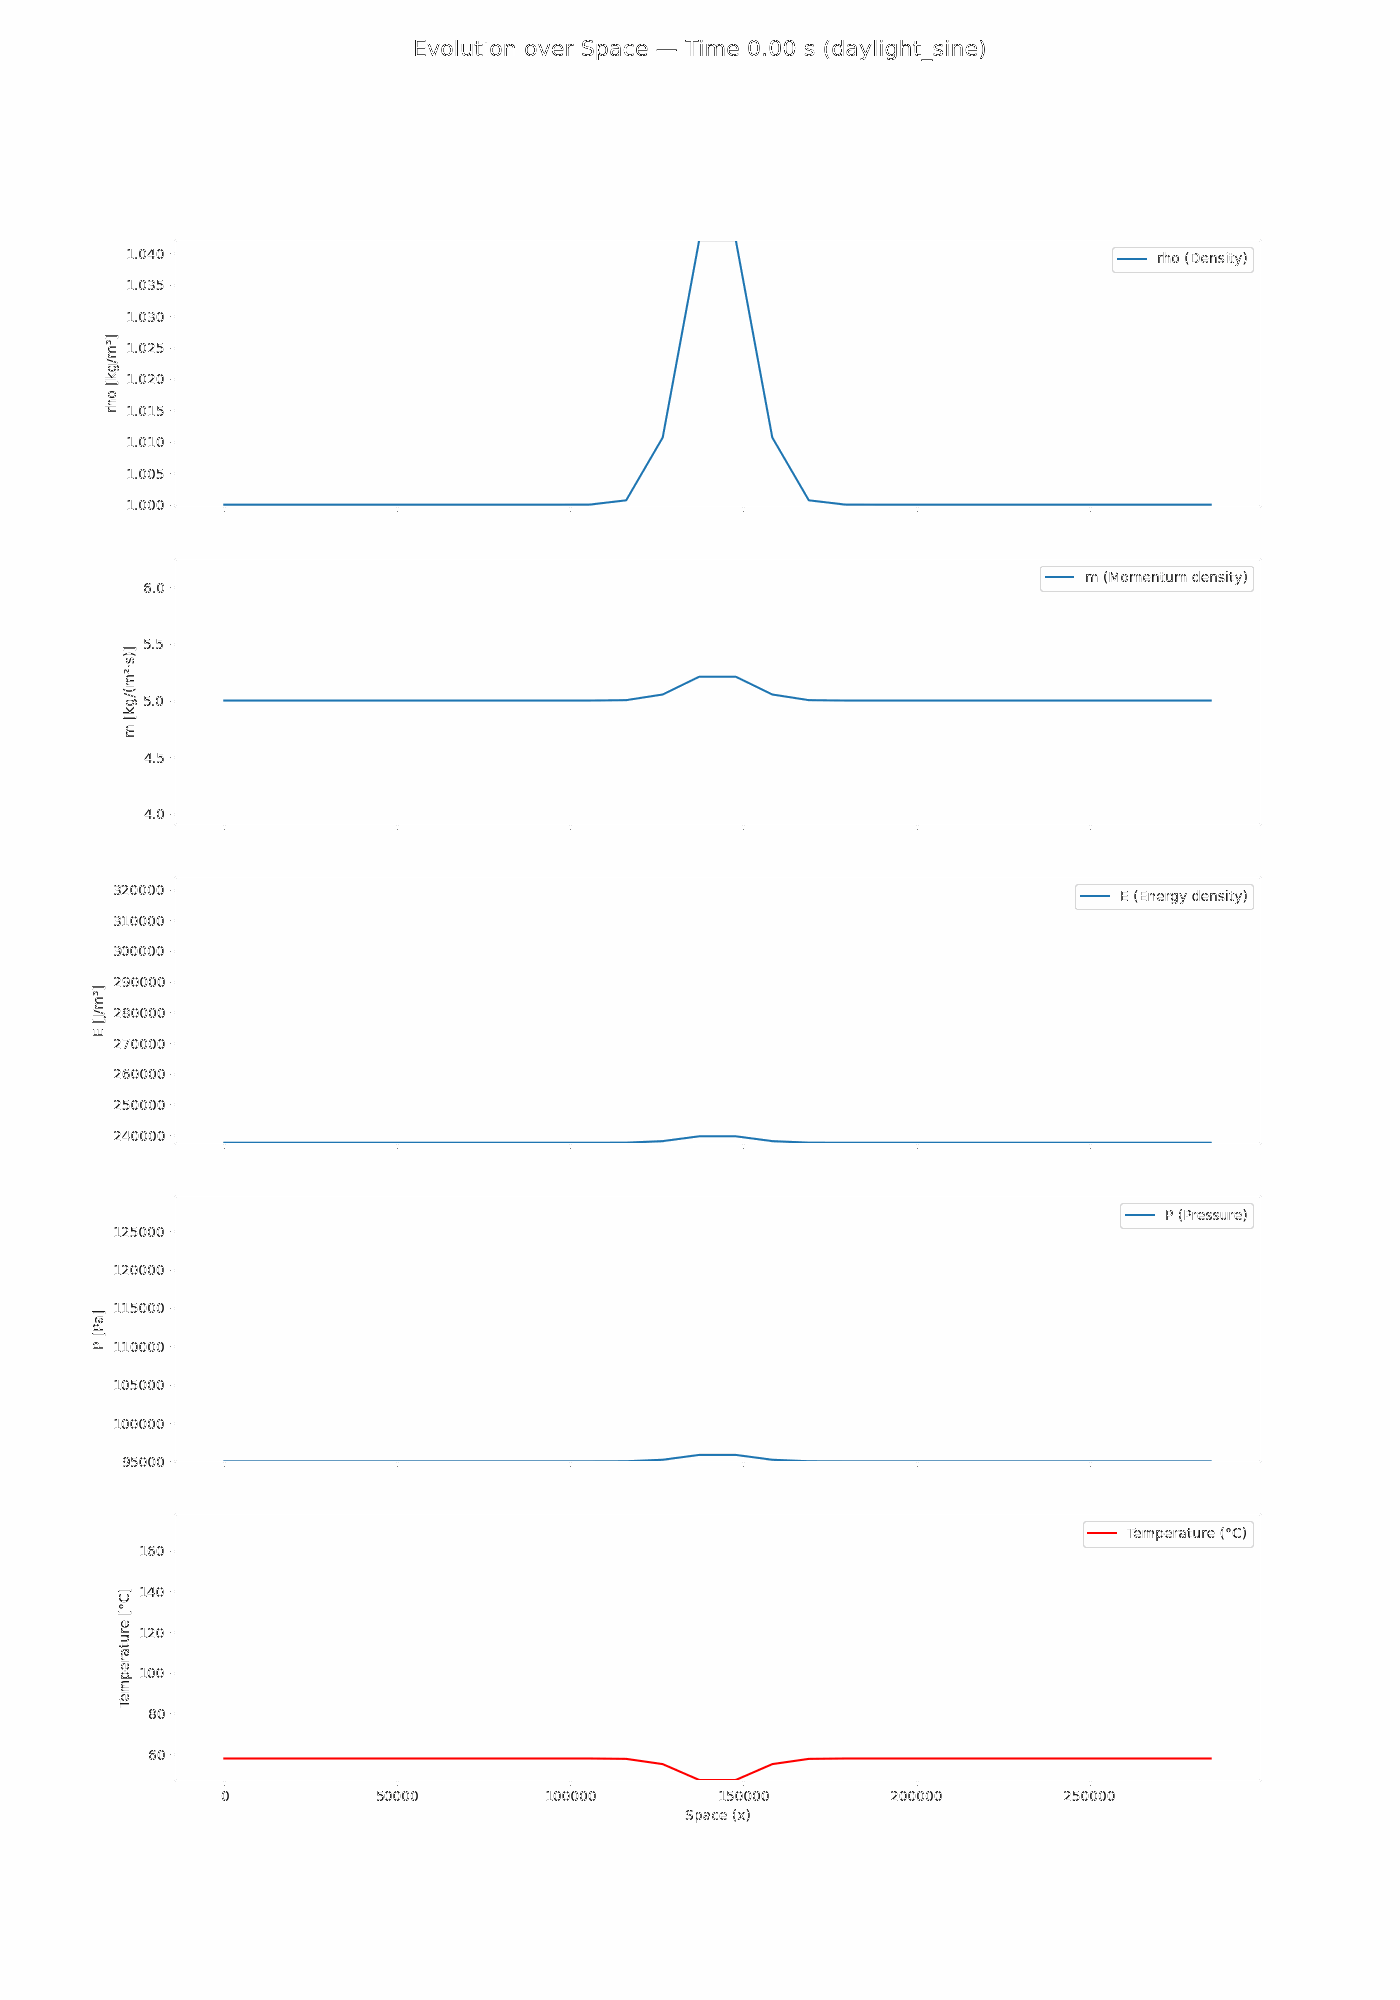 Evolut on over Space — Time 0.00 s (daylight_sine)
1.040
1.035
1.030
1.025
1.020
1.015
1.010
1.005
1.000
rho [kg/m³]
rho (Density)
6.0
5.5
5.0
4.5
4.0
m [kg/(m²·s)]
m (Momentum density)
320000
310000
300000
290000
280000
270000
260000
250000
240000
E [J/m³]
E (Energy density)
125000
120000
115000
110000
105000
100000
95000
P [Pa]
P (Pressure)
160
140
120
100
80
60
Temperature [°C]
Temperature (°C)
0 50000 100000 150000 200000 250000
Space (x)